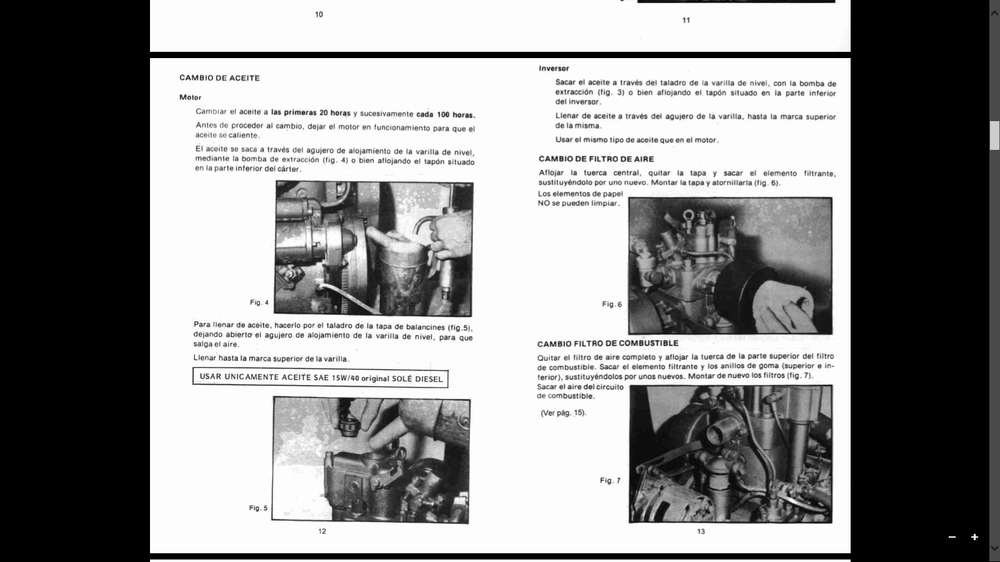 10
11
CAMBIO DE ACEITE
Motor
Cambiar el aceite a las primeras 20 horas y sucesivamente cada 100 horas.
Antes de proceder al cambio, dejar el motor en funcionamiento para que el
aceite se caliente.
El aceite se saca a través del agujero de alojamiento de la varilla de nivel,
mediante la bomba de extracción (fig. 4) o bien aflojando el tapón situado
en la parte inferior del cárter.
Fig. 4
Para llenar de aceite, hacerlo por el taladro de la tapa de balancines (fig.5),
dejando abierto el agujero de alojamiento de la varilla de nivel, para que
salga el aire.
Llenar hasta la marca superior de la varilla.
USAR UNICAMENTE ACEITE SAE 15W/40 original SOLÉ DIESEL
Fig. 5
12
Inversor
Sacar el aceite a través del taladro de la varilla de nivel, con la bomba de
extracción (fig. 3) o bien aflojando el tapón situado en la parte inferior
del inversor.
Llenar de aceite a través del agujero de la varilla, hasta la marca superior
de la misma.
Usar el mismo tipo de aceite que en el motor.
CAMBIO DE FILTRO DE AIRE
Aflojar la tuerca central, quitar la tapa y sacar el elemento filtrante,
sustituyéndolo por uno nuevo. Montar la tapa y atornillarla (fig. 6).
Los elementos de papel
NO se pueden limpiar.
Fig. 6
CAMBIO FILTRO DE COMBUSTIBLE
Quitar el filtro de aire completo y aflojar la tuerca de la parte superior del filtro
de combustible. Sacar el elemento filtrante y los anillos de goma (superior e in-
ferior), sustituyéndolos por unos nuevos. Montar de nuevo los filtros (fig. 7).
Sacar el aire del circuito
de combustible.
(Ver pág. 15).
Fig. 7
13